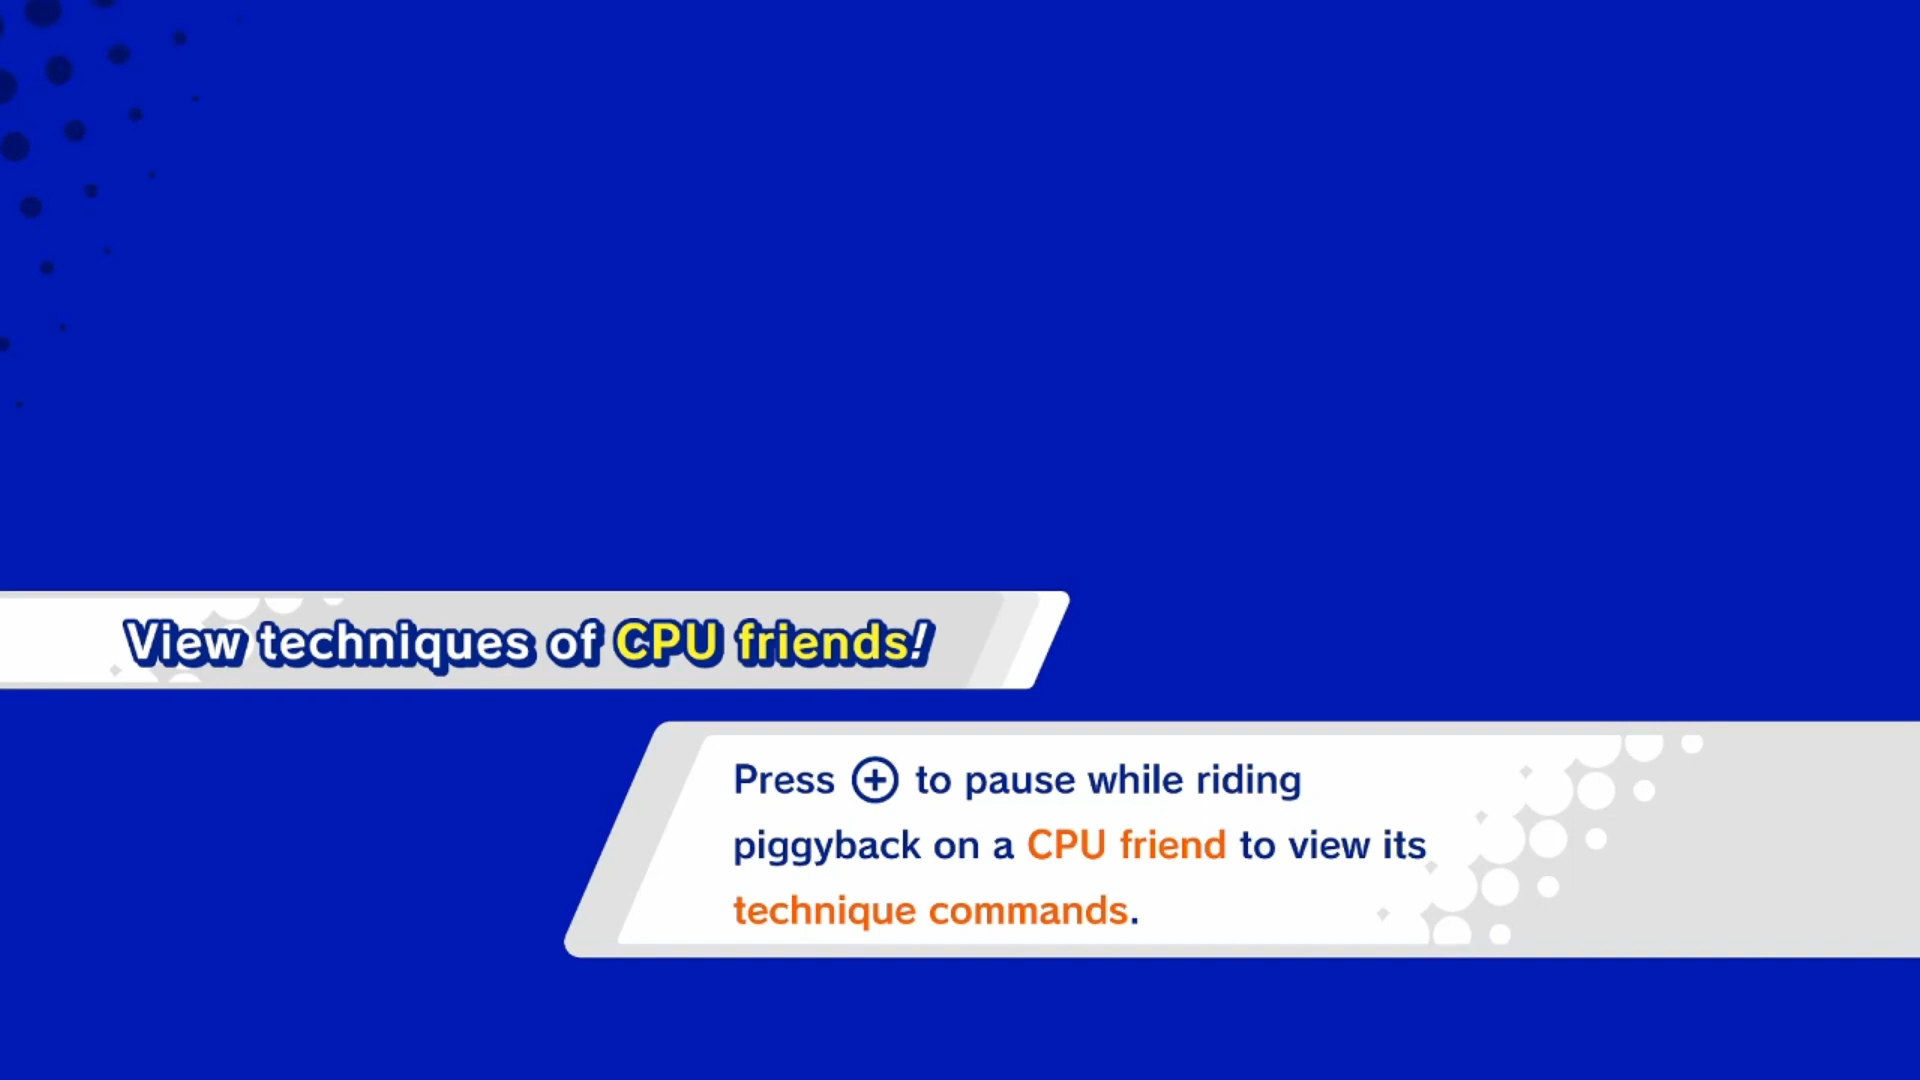 View techniques of CPU friends!
Press ⊕ to pause while riding
piggyback on a CPU friend to view its
technique commands.